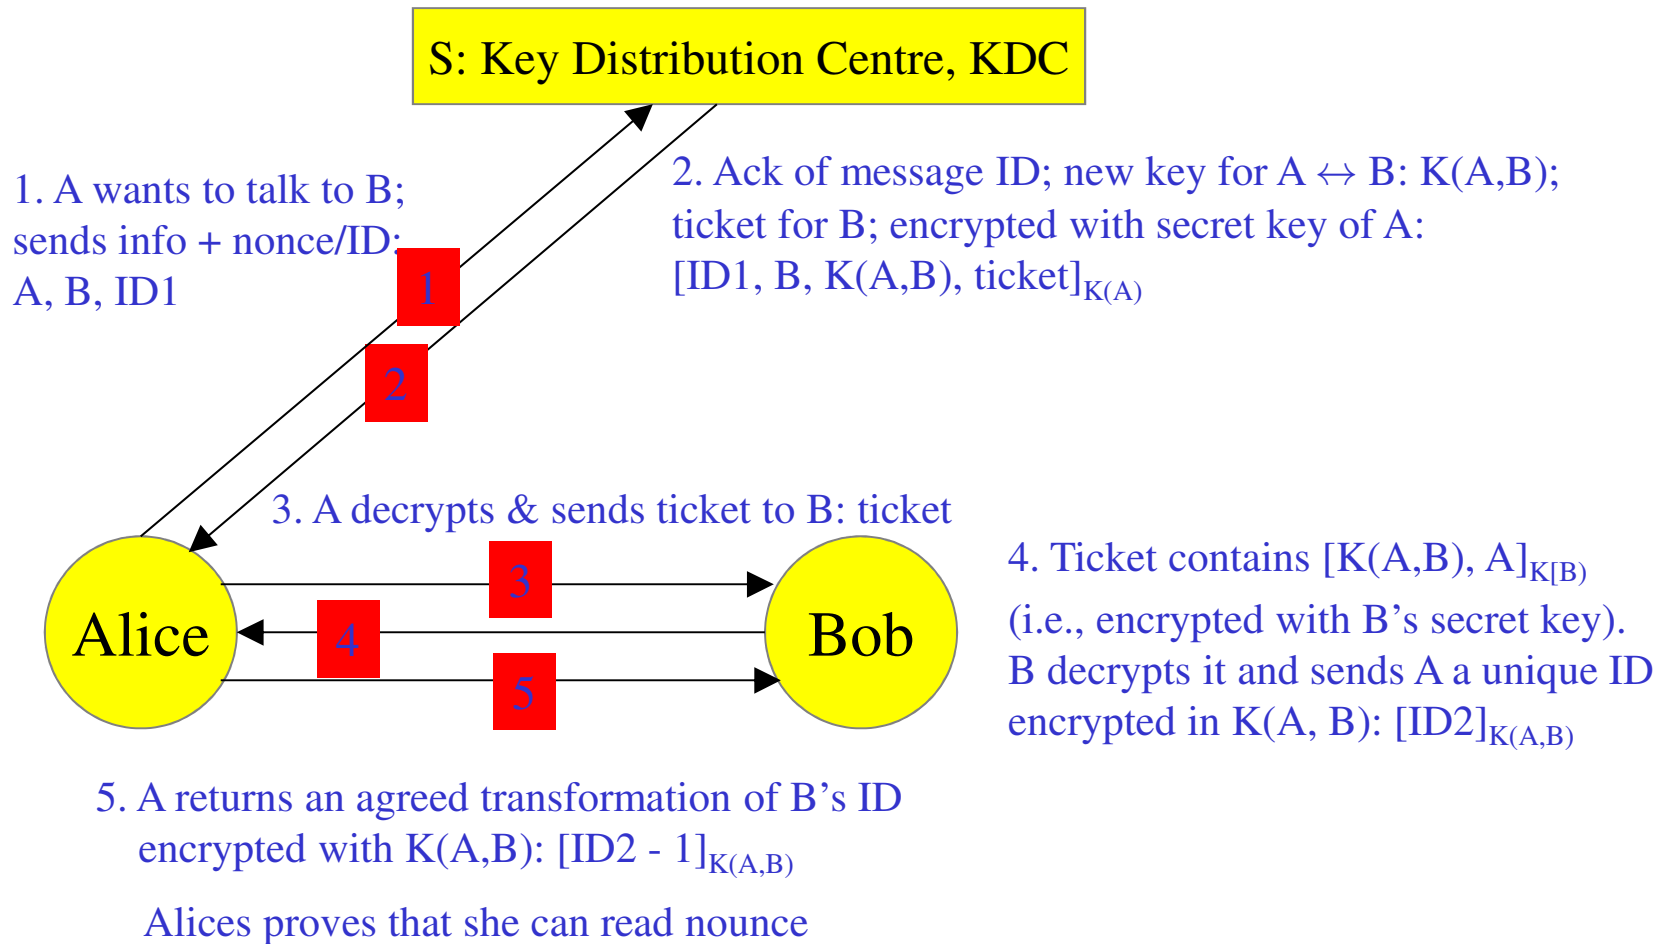 S: Key Distribution Centre, KDC
1. A wants to talk to B;
sends info + nonce/ID:
A, B, ID1
2. Ack of message ID; new key for A ↔ B: K(A,B);
ticket for B; encrypted with secret key of A:
[ID1, B, K(A,B), ticket]K(A)
1
2
3. A decrypts & sends ticket to B: ticket
3
Alice
4
Bob
5
4. Ticket contains [K(A,B), A]K[B)
(i.e., encrypted with B’s secret key).
B decrypts it and sends A a unique ID
encrypted in K(A, B): [ID2]K(A,B)
5. A returns an agreed transformation of B’s ID
encrypted with K(A,B): [ID2 - 1]K(A,B)
Alices proves that she can read nounce